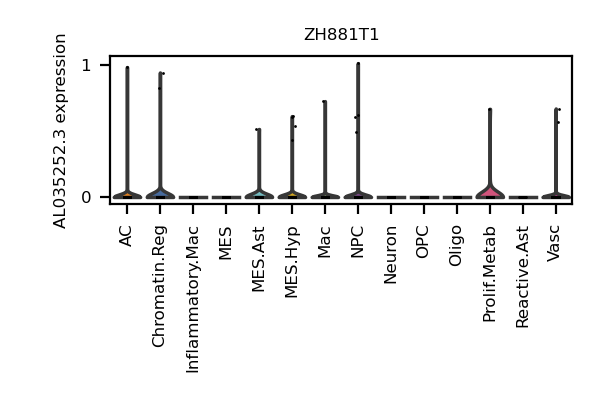 ZH881T1
AL035252.3 expression
1
0
AC
Chromatin.Reg
Inflammatory.Mac
MES
MES.Ast
MES.Hyp
Mac
NPC
Neuron
OPC
Oligo
Prolif.Metab
Reactive.Ast
Vasc